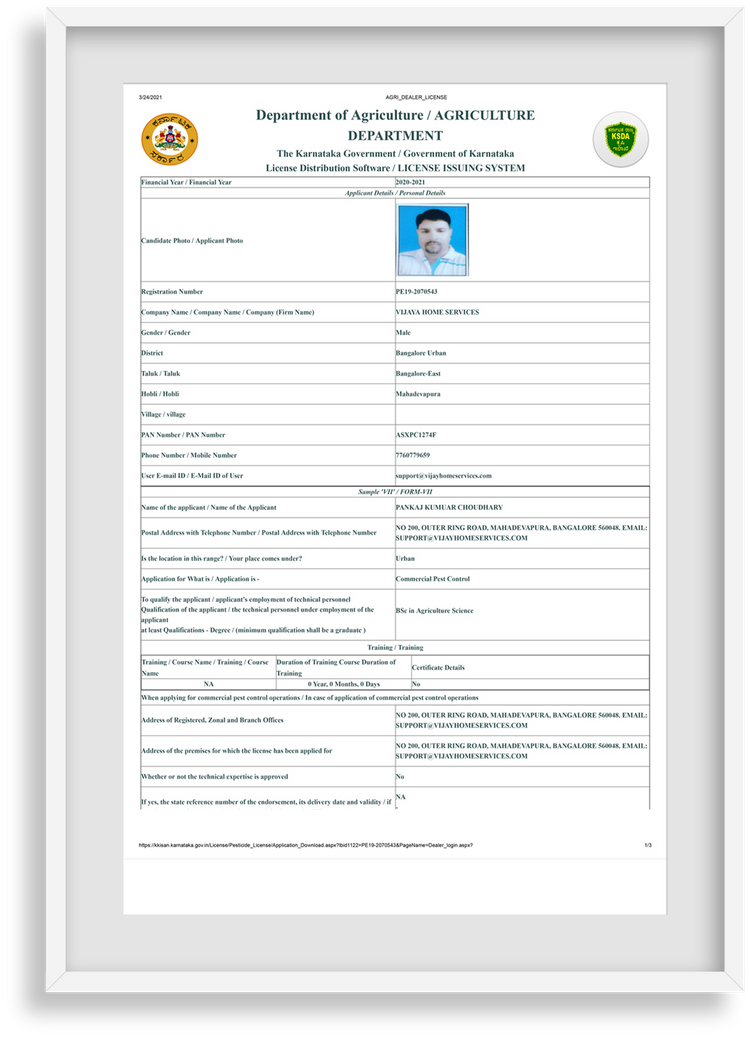 3/24/2021 AGRI_DEALER_LICENSE
Department of Agriculture / AGRICULTURE
DEPARTMENT
The Karnataka Government / Government of Karnataka
License Distribution Software / LICENSE ISSUING SYSTEM
KSDA
Financial Year / Financial Year 2020-2021
Applicant Details / Personal Details
Candidate Photo / Applicant Photo
Registration Number PE19-2070543
Company Name / Company Name / Company (Firm Name) VIJAYA HOME SERVICES
Gender / Gender Male
District Bangalore Urban
Taluk / Taluk Bangalore-East
Hobli / Hobli Mahadevapura
Village / village
PAN Number / PAN Number ASXPC1274F
Phone Number / Mobile Number 7760779659
User E-mail ID / E-Mail ID of User support@vijayhomeservices.com
Sample 'VII' / FORM-VII
Name of the applicant / Name of the Applicant PANKAJ KUMUAR CHOUDHARY
Postal Address with Telephone Number / Postal Address with Telephone Number NO 200, OUTER RING ROAD, MAHADEVAPURA, BANGALORE 560048. EMAIL:
SUPPORT@VIJAYHOMESERVICES.COM
Is the location in this range? / Your place comes under? Urban
Application for What is / Application is - Commercial Pest Control
To qualify the applicant / applicant's employment of technical personnel
Qualification of the applicant / the technical personnel under employment of the
applicant
at least Qualifications - Degree / (minimum qualification shall be a graduate )
BSc in Agriculture Science
Training / Training
Training / Course Name / Training / Course
Name
Duration of Training Course Duration of
Training
Certificate Details
NA 0 Year, 0 Months, 0 Days No
When applying for commercial pest control operations / In case of application of commercial pest control operations
Address of Registered, Zonal and Branch Offices NO 200, OUTER RING ROAD, MAHADEVAPURA, BANGALORE 560048. EMAIL:
SUPPORT@VIJAYHOMESERVICES.COM
Address of the premises for which the license has been applied for NO 200, OUTER RING ROAD, MAHADEVAPURA, BANGALORE 560048. EMAIL:
SUPPORT@VIJAYHOMESERVICES.COM
Whether or not the technical expertise is approved No
If yes, the state reference number of the endorsement, its delivery date and validity / if NA
https://kkisan.karnataka.gov.in/License/Pesticide_License/Application_Download.aspx?ibid1122=PE19-2070543&PageName=Dealer_login.aspx? 1/3